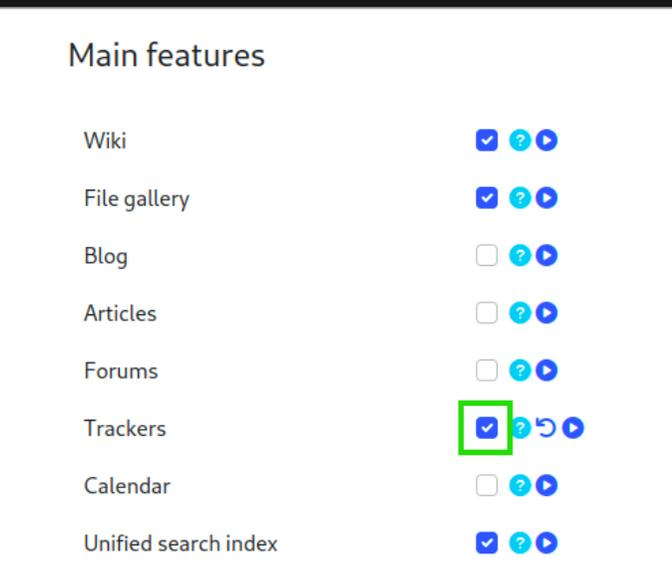 Main features
Wiki
File gallery
Blog
Articles
Forums
Trackers
Calendar
Unified search index